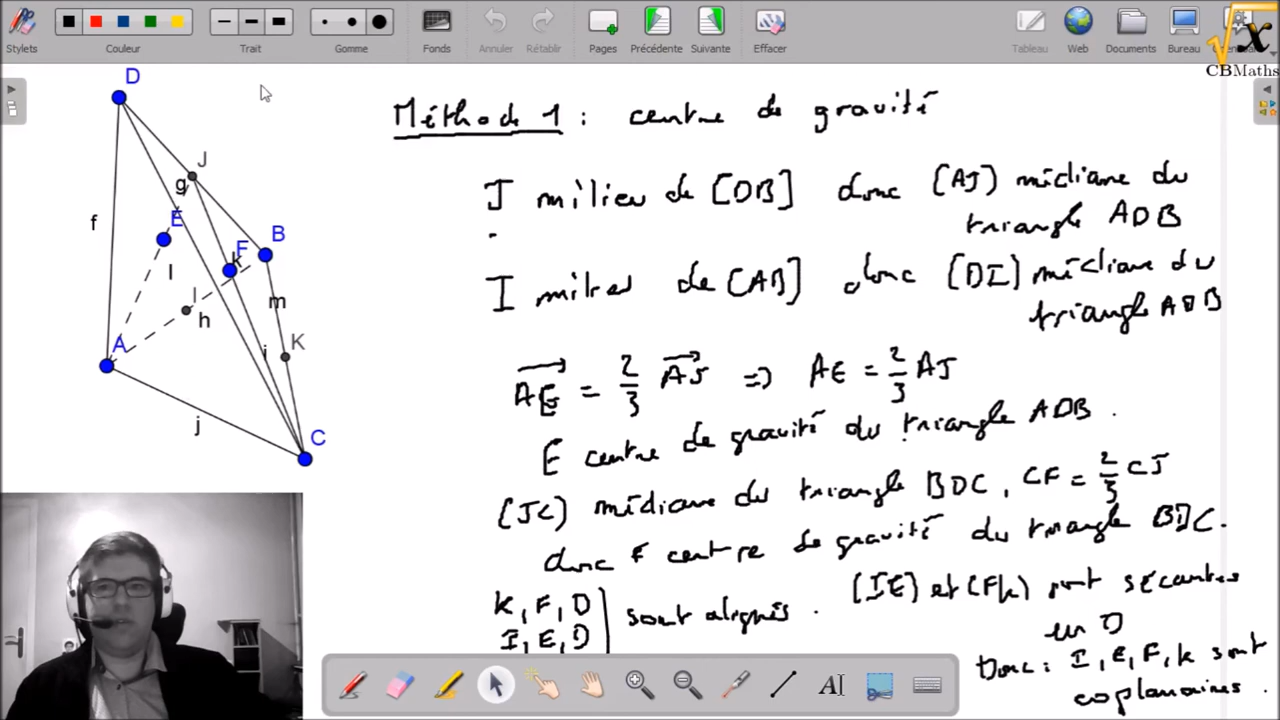 Stylets
Couleur
Trait
Gomme
Fonds
Annuler
Rétablir
Pages
Précédente
Suivante
Effacer
Tableau
Web
Documents
Bureau
√x
CBMaths
D
J
g
E
f
F
B
k
l
I
m
h
A
K
i
j
C
Méthode 1 : centre de gravité
J milieu de [DB] donc (AJ) médiane du
triangle ADB
I milieu de [AB] donc (DI) médiane du
triangle ADB
AE = 2/3 AJ => AE = 2/3 AJ
E centre de gravité du triangle ADB.
(JC) médiane du triangle BDC, CF = 2/3 CJ
donc F centre de gravité du triangle BDC.
K, F, D
I, E, D
sont alignés.
(IE) et (FK) sont sécantes
en D
Donc : I, E, F, K sont
coplanaires.
AI